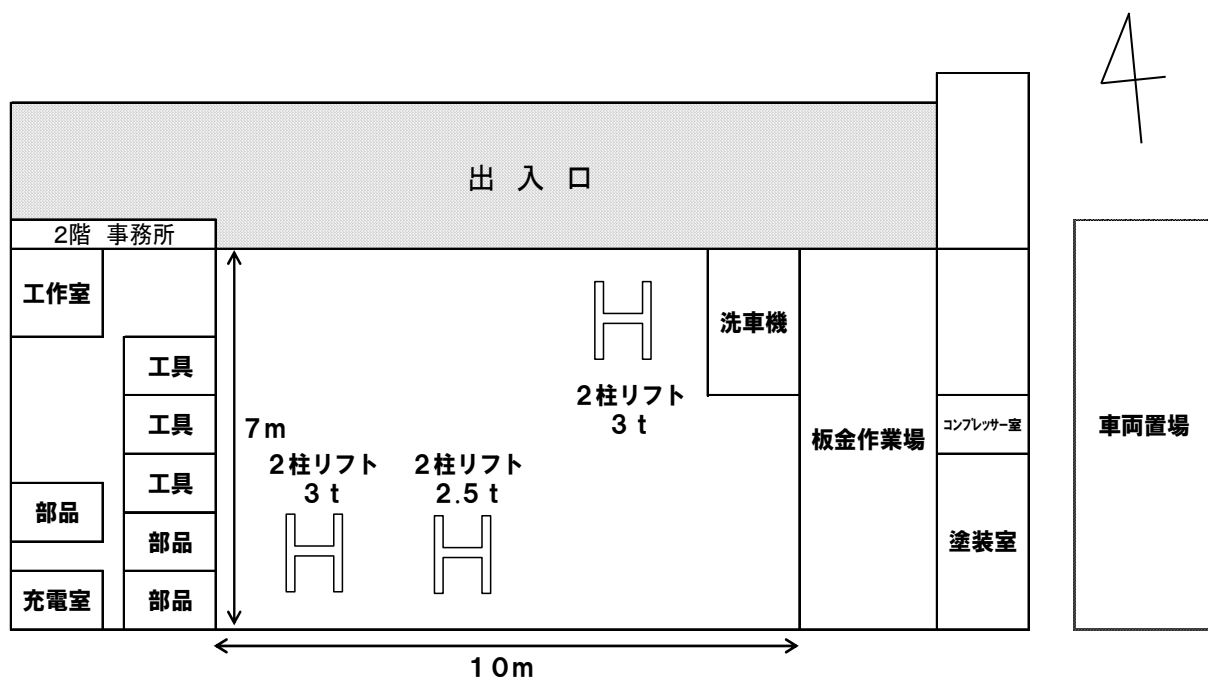 出 入 口
2階 事務所
工作室
洗車機
工具
2柱リフト
3 t
工具
7m
コンプレッサー室
板金作業場
車両置場
2柱リフト
3 t
2柱リフト
2.5 t
工具
部品
部品
塗装室
充電室
部品
10m